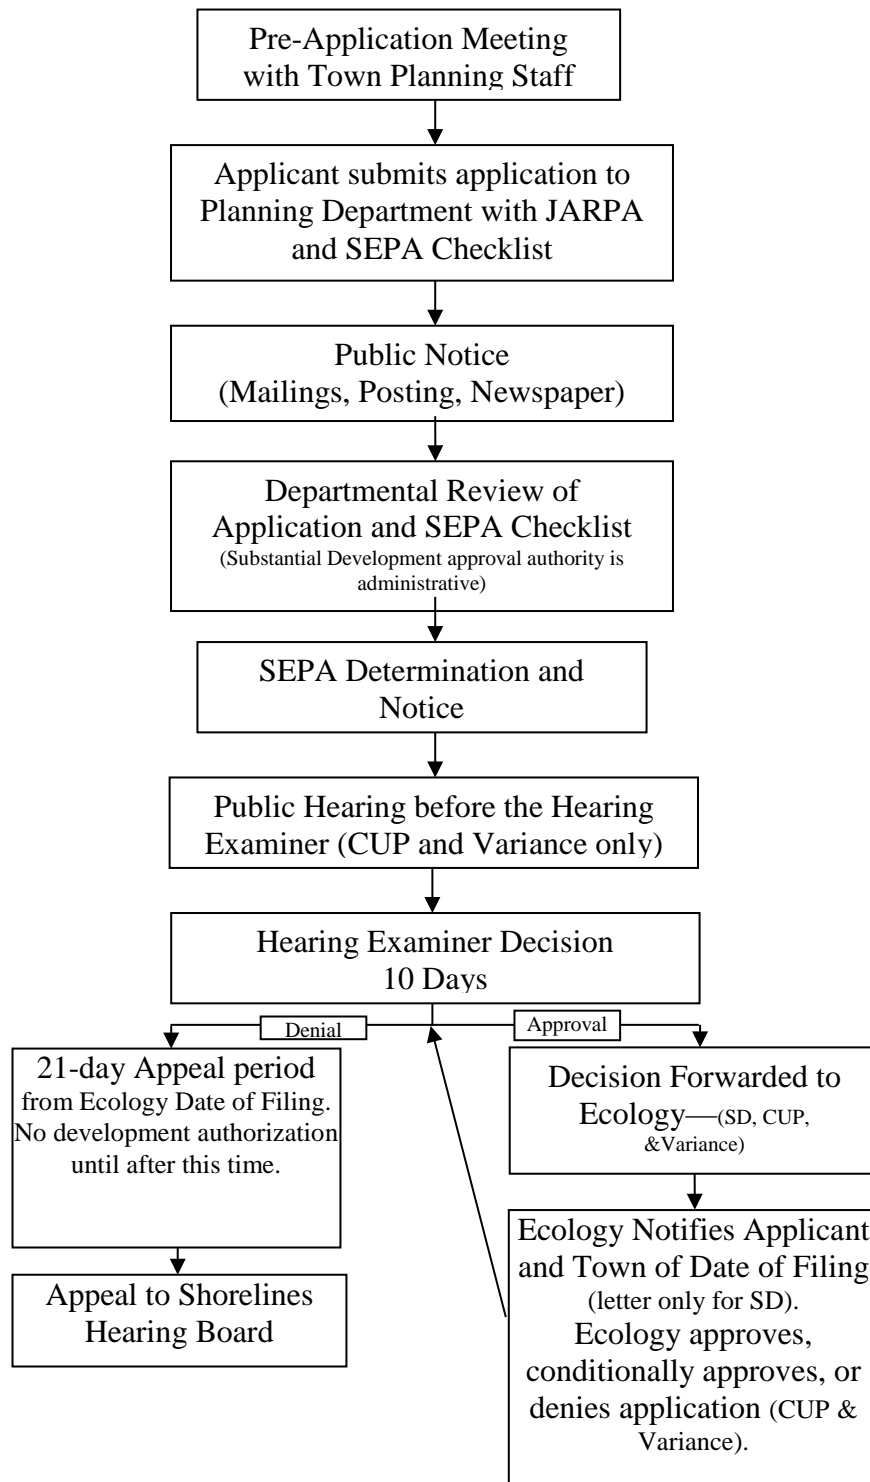 Pre-Application Meeting
with Town Planning Staff
Applicant submits application to
Planning Department with JARPA
and SEPA Checklist
Public Notice
(Mailings, Posting, Newspaper)
Departmental Review of
Application and SEPA Checklist
(Substantial Development approval authority is
administrative)
SEPA Determination and
Notice
Public Hearing before the Hearing
Examiner (CUP and Variance only)
Hearing Examiner Decision
10 Days
Denial
Approval
21-day Appeal period
from Ecology Date of Filing.
No development authorization
until after this time.
Appeal to Shorelines
Hearing Board
Decision Forwarded to
Ecology—(SD, CUP,
&Variance)
Ecology Notifies Applicant
and Town of Date of Filing
(letter only for SD).
Ecology approves,
conditionally approves, or
denies application (CUP &
Variance).